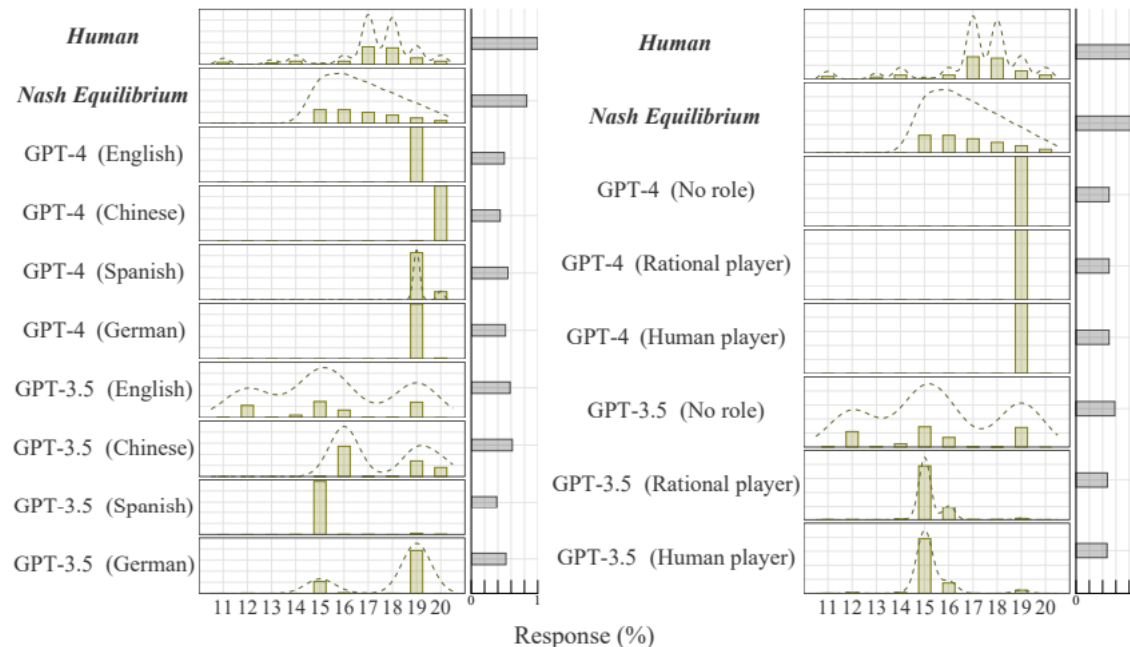 Human
Nash Equilibrium
GPT-4 (English)
GPT-4 (Chinese)
GPT-4 (Spanish)
GPT-4 (German)
GPT-3.5 (English)
GPT-3.5 (Chinese)
GPT-3.5 (Spanish)
GPT-3.5 (German)
11 12 13 14 15 16 17 18 19 20
0 1
Human
Nash Equilibrium
GPT-4 (No role)
GPT-4 (Rational player)
GPT-4 (Human player)
GPT-3.5 (No role)
GPT-3.5 (Rational player)
GPT-3.5 (Human player)
11 12 13 14 15 16 17 18 19 20
0
Response (%)